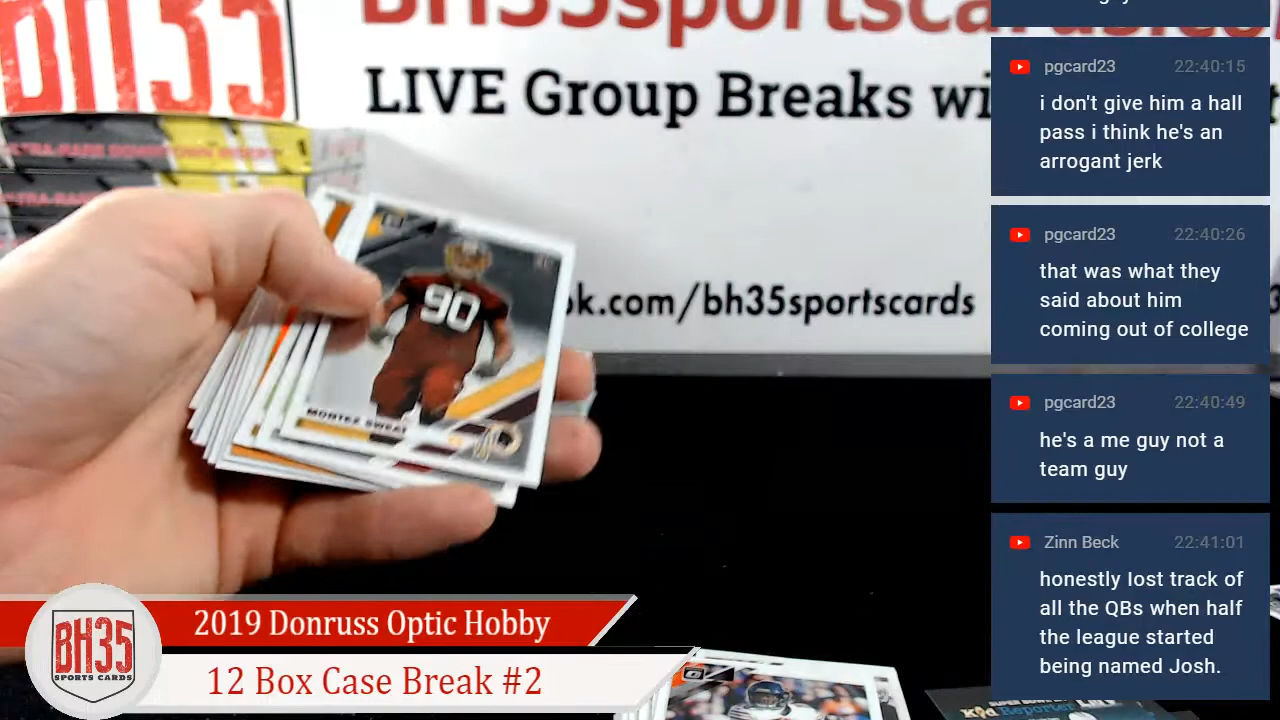 BH35
BH35sportscards.co
LIVE Group Breaks wi
ok.com/bh35sportscards
90
MONTEZ SWEAT
2019 Donruss Optic Hobby
12 Box Case Break #2
BH35
SPORTS CARDS
pgcard23 22:40:15
i don't give him a hall
pass i think he's an
arrogant jerk
pgcard23 22:40:26
that was what they
said about him
coming out of college
pgcard23 22:40:49
he's a me guy not a
team guy
Zinn Beck 22:41:01
honestly lost track of
all the QBs when half
the league started
being named Josh.
Kid Reporter